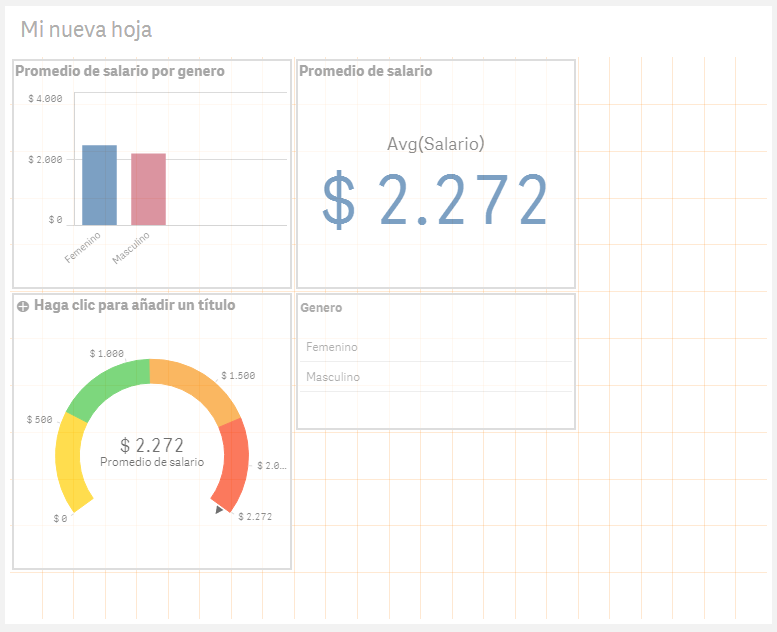 Mi nueva hoja
Promedio de salario por genero
$ 4.000
$ 2.000
$ 0
Femenino
Masculino
Promedio de salario
Avg(Salario)
$ 2.272
Haga clic para añadir un título
$ 1.000
$ 1.500
$ 500
$ 2.0...
$ 0
$ 2.272
$ 2.272
Promedio de salario
Genero
Femenino
Masculino